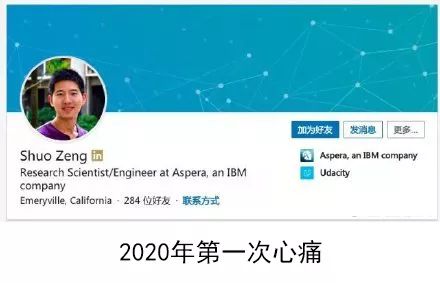 加为好友
发消息
更多...
Shuo Zeng in
Research Scientist/Engineer at Aspera, an IBM
company
Emeryville, California · 284 位好友 · 联系方式
Aspera, an IBM company
Udacity
2020年第一次心痛